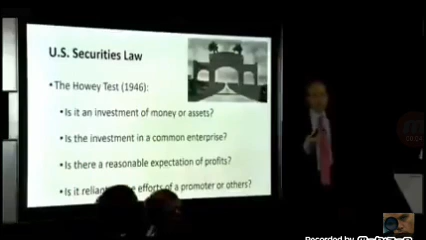 U.S. Securities Law
• The Howey Test (1946):
• Is it an investment of money or assets?
• Is the investment in a common enterprise?
• Is there a reasonable expectation of profits?
• Is it relian efforts of a promoter or others?
Recorded by